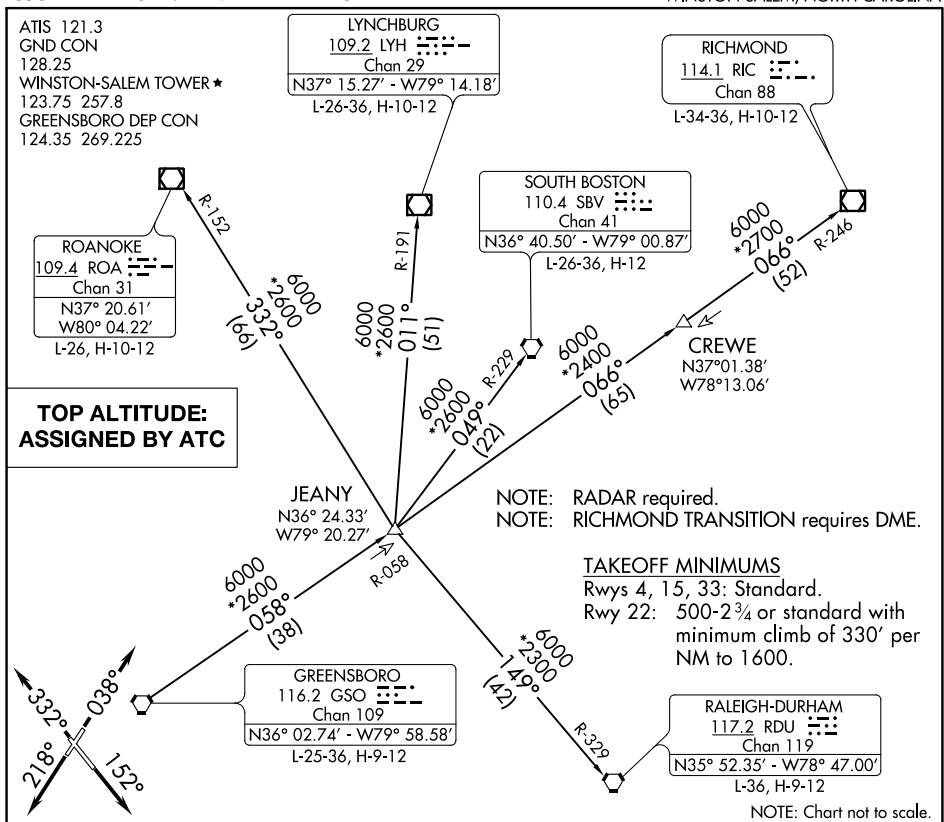 ATIS 121.3
GND CON
128.25
WINSTON-SALEM TOWER ★
123.75 257.8
GREENSBORO DEP CON
124.35 269.225
LYNCHBURG
109.2 LYH
Chan 29
N37° 15.27' - W79° 14.18'
L-26-36, H-10-12
RICHMOND
114.1 RIC
Chan 88
L-34-36, H-10-12
SOUTH BOSTON
110.4 SBV
Chan 41
N36° 40.50' - W79° 00.87'
L-26-36, H-12
ROANOKE
109.4 ROA
Chan 31
N37° 20.61'
W80° 04.22'
L-26, H-10-12
R-152
6000
*2600
332°
(66)
R-191
6000
*2600
011°
(51)
R-229
6000
*2600
049°
(22)
6000
*2400
066°
(65)
6000
*2700
066°
(52)
R-246
CREWE
N37°01.38'
W78°13.06'
TOP ALTITUDE:
ASSIGNED BY ATC
JEANY
N36° 24.33'
W79° 20.27'
R-058
NOTE: RADAR required.
NOTE: RICHMOND TRANSITION requires DME.
TAKEOFF MINIMUMS
Rwys 4, 15, 33: Standard.
Rwy 22: 500-2¾ or standard with
minimum climb of 330' per
NM to 1600.
6000
*2600
058°
(38)
6000
*2300
149°
(42)
R-329
GREENSBORO
116.2 GSO
Chan 109
N36° 02.74' - W79° 58.58'
L-25-36, H-9-12
RALEIGH-DURHAM
117.2 RDU
Chan 119
N35° 52.35' - W78° 47.00'
L-36, H-9-12
332°
038°
218°
152°
NOTE: Chart not to scale.